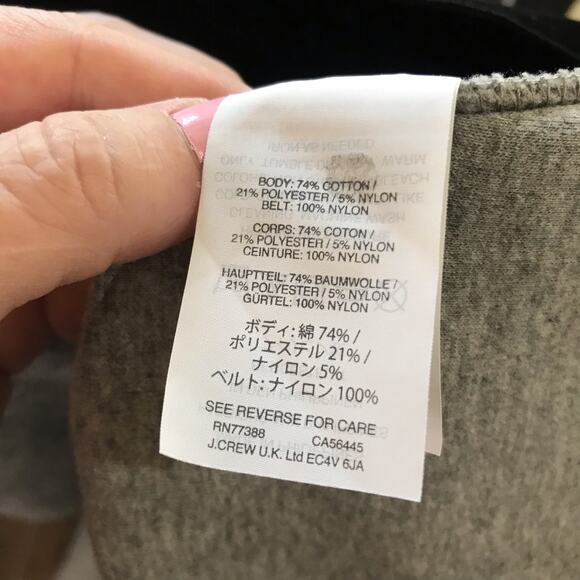 BODY: 74% COTTON /
21% POLYESTER / 5% NYLON
BELT: 100% NYLON
CORPS: 74% COTON /
21% POLYESTER / 5% NYLON
CEINTURE: 100% NYLON
HAUPTTEIL: 74% BAUMWOLLE /
21% POLYESTER / 5% NYLON
GÜRTEL: 100% NYLON
ボディ: 綿 74% /
ポリエステル 21% /
ナイロン 5%
ベルト: ナイロン 100%
SEE REVERSE FOR CARE
RN77388 CA56445
J.CREW U.K. Ltd EC4V 6JA